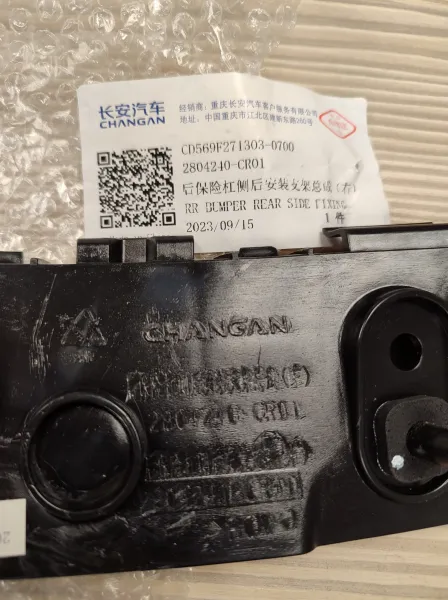 长安汽车
CHANGAN
经销商：重庆长安汽车客户服务有限公司
地址：中国重庆市江北区建新东路260号
CD569F271303-0700
2804240-CR01
后保险杠侧后安装支架总成(右)
RR BUMPER REAR SIDE FIXING
2023/09/15
1 件
CHANGAN
2804240-CR01